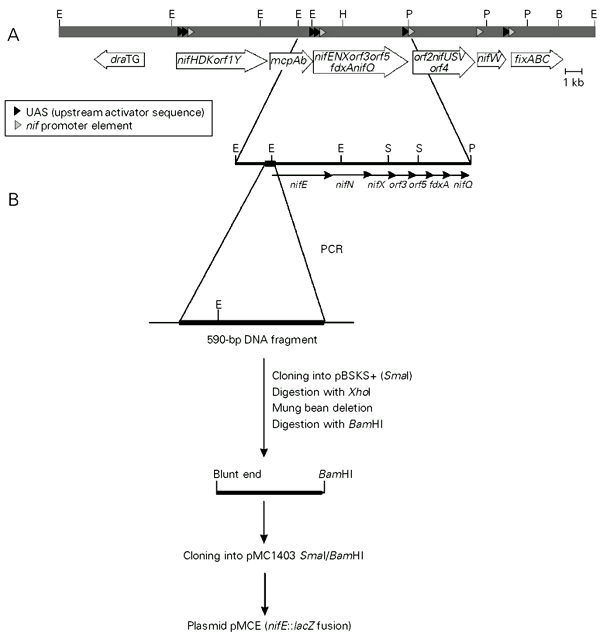 E E E E E H P P P B E
A
draTG nifHDKorf1Y mcpAb nifENXorf3orf5 fdxAnifQ orf2nifUSV orf4 nifW fixABC
1 kb
UAS (upstream activator sequence)
nif promoter element
E E E S S P
nifE nifN nifX orf3 orf5 fdxA nifQ
B
PCR
E
590-bp DNA fragment
Cloning into pBSKS+ (SmaI)
Digestion with XhoI
Mung bean deletion
Digestion with BamHI
Blunt end BamHI
Cloning into pMC1403 SmaI/BamHI
Plasmid pMCE (nifE::lacZ fusion)